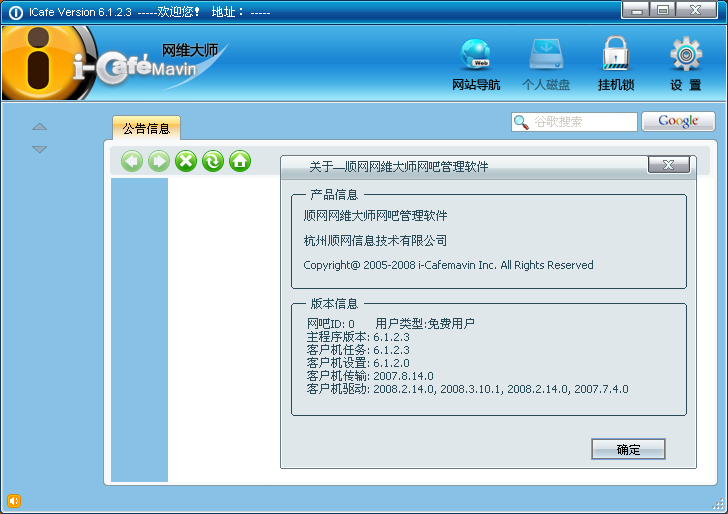 ICafe Version 6.1.2.3 -----欢迎您! 地址: -----
i-CaféMavin
网维大师
网站导航
个人磁盘
挂机锁
设 置
Web
公告信息
谷歌搜索
Google
关于—顺网网维大师网吧管理软件
产品信息
顺网网维大师网吧管理软件
杭州顺网信息技术有限公司
Copyright@ 2005-2008 i-Cafemavin Inc. All Rights Reserved
版本信息
网吧ID: 0 用户类型:免费用户
主程序版本: 6.1.2.3
客户机任务: 6.1.2.3
客户机设置: 6.1.2.0
客户机传输: 2007.8.14.0
客户机驱动: 2008.2.14.0, 2008.3.10.1, 2008.2.14.0, 2007.7.4.0
确定